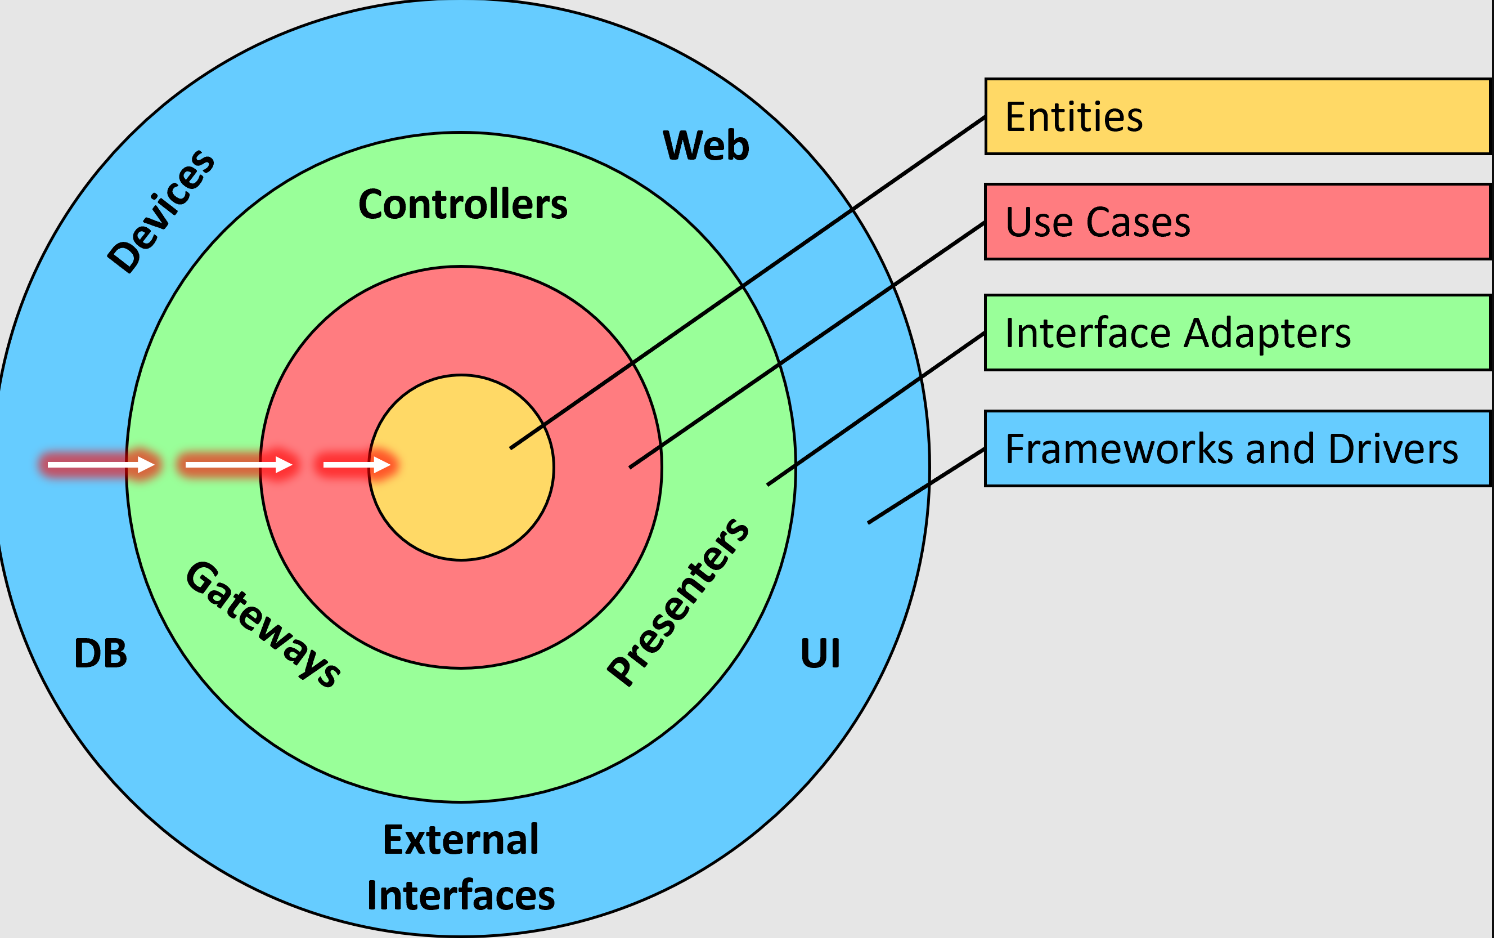 Devices
Web
Controllers
Gateways
Presenters
DB
UI
External
Interfaces
Entities
Use Cases
Interface Adapters
Frameworks and Drivers